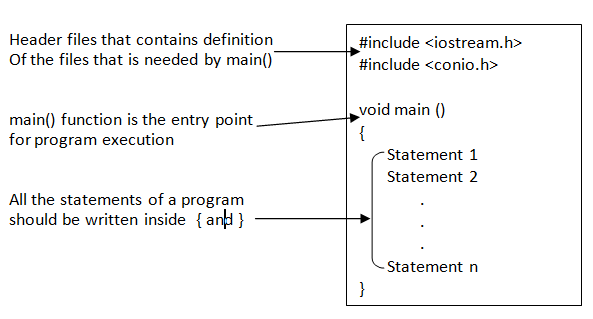 Header files that contains definition
Of the files that is needed by main()
main() function is the entry point
for program execution
All the statements of a program
should be written inside { and }
#include <iostream.h>
#include <conio.h>
void main ()
{
Statement 1
Statement 2
.
.
.
Statement n
}